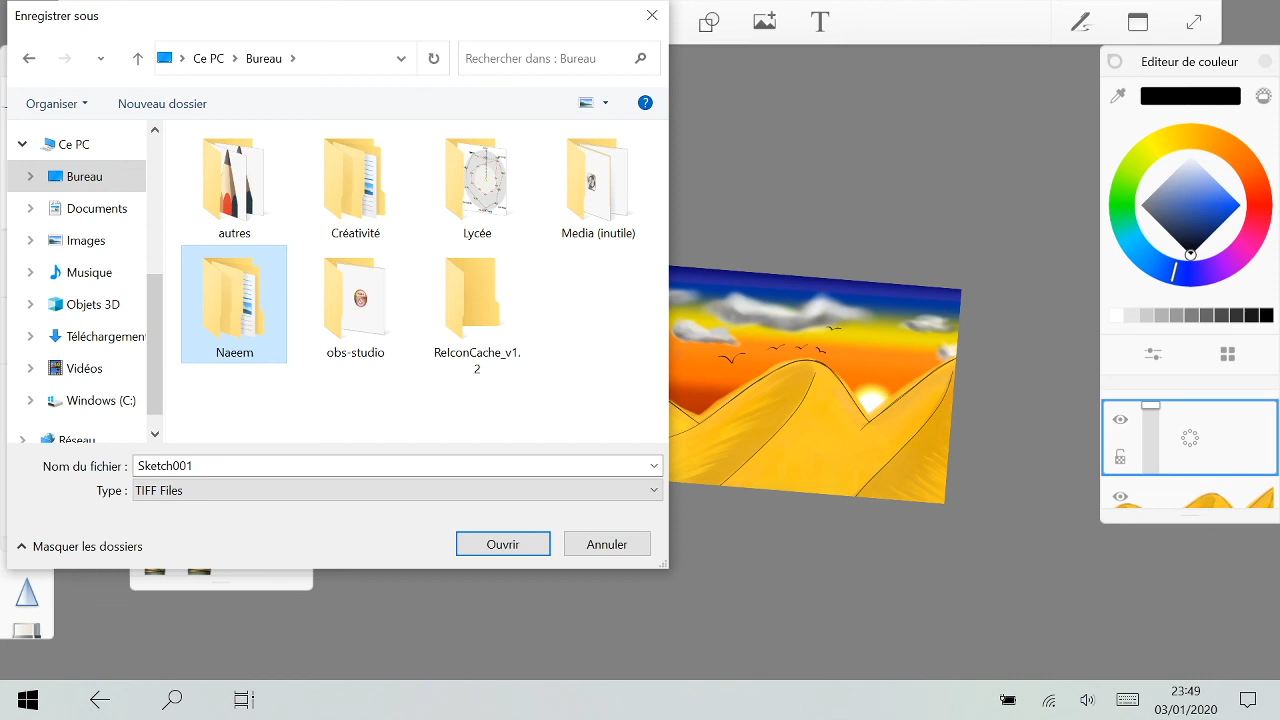 Enregistrer sous
T
Ce PC
Bureau
Rechercher dans : Bureau
Editeur de couleur
Organiser
Nouveau dossier
Ce PC
Bureau
Documents
Images
Musique
Objets 3D
Téléchargemen
Vidéos
Windows (C:)
Réseau
autres
Créativité
Lycée
Media (inutile)
Naeem
obs-studio
RetronCache_v1.
2
Nom du fichier :
Sketch001
Type :
TIFF Files
Masquer les dossiers
Ouvrir
Annuler
23:49
03/01/2020